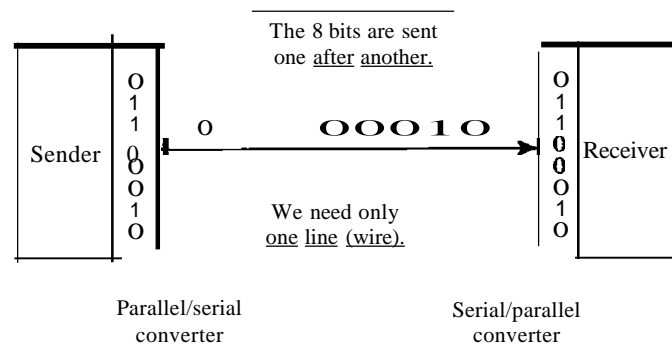 The 8 bits are sent
one after another.
0
1
1
0
0
0
1
0
Sender
0 00010
0
1
1
0
0
0
1
0
Receiver
We need only
one line (wire).
Parallel/serial
converter
Serial/parallel
converter